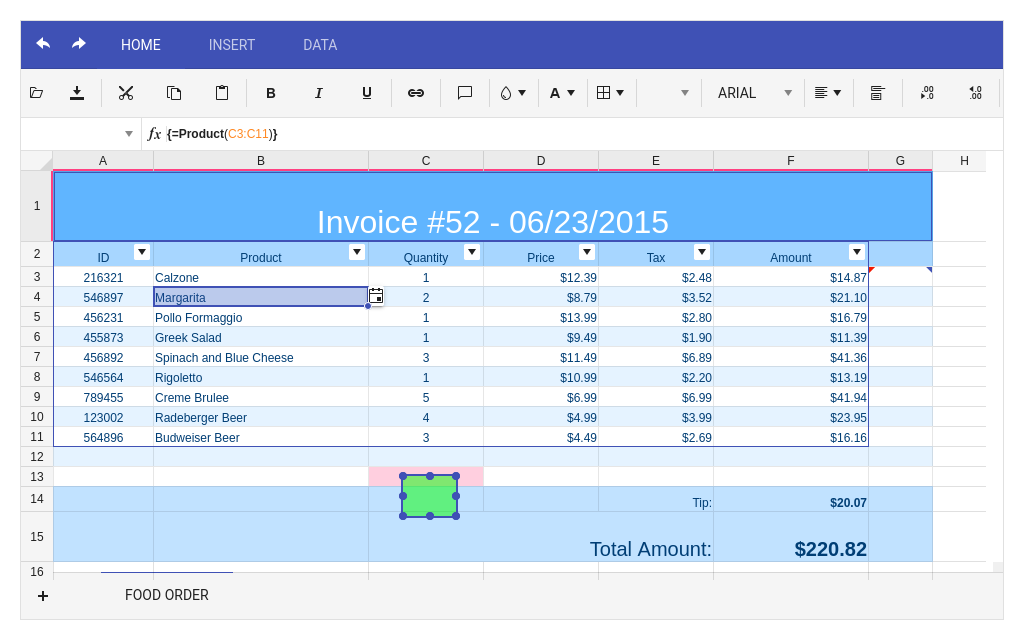 HOME INSERT DATA
B I U A ARIAL .00 .0 .0 .00
fx {=Product(C3:C11)}
A B C D E F G H
1 Invoice #52 - 06/23/2015
2 ID Product Quantity Price Tax Amount
3 216321 Calzone 1 $12.39 $2.48 $14.87
4 546897 Margarita 2 $8.79 $3.52 $21.10
5 456231 Pollo Formaggio 1 $13.99 $2.80 $16.79
6 455873 Greek Salad 1 $9.49 $1.90 $11.39
7 456892 Spinach and Blue Cheese 3 $11.49 $6.89 $41.36
8 546564 Rigoletto 1 $10.99 $2.20 $13.19
9 789455 Creme Brulee 5 $6.99 $6.99 $41.94
10 123002 Radeberger Beer 4 $4.99 $3.99 $23.95
11 564896 Budweiser Beer 3 $4.49 $2.69 $16.16
12
13
14 Tip: $20.07
15 Total Amount: $220.82
16
+ FOOD ORDER